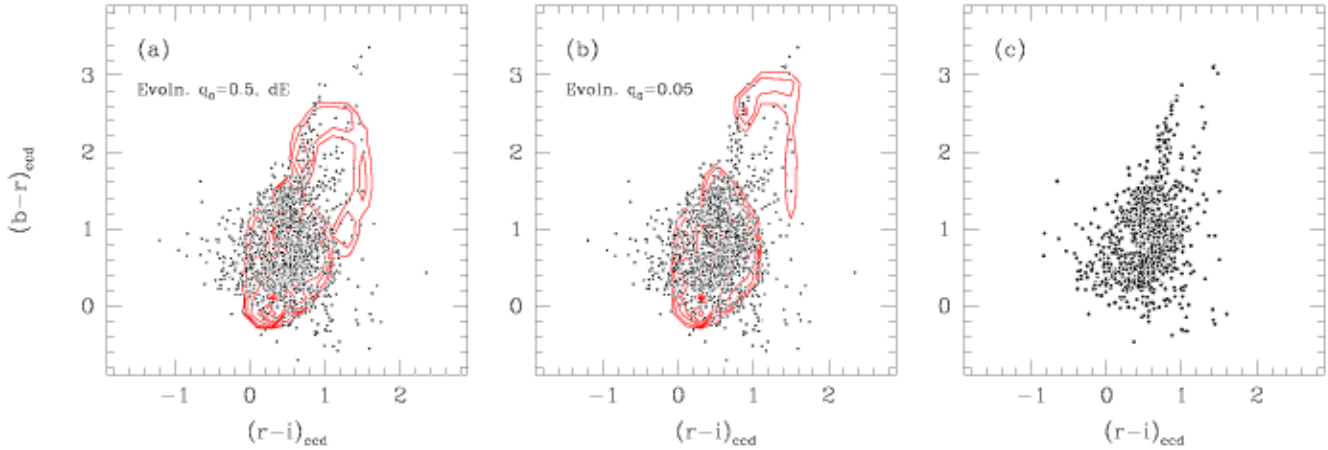 (a)
Evoln. q₀=0.5, dE
(b)
Evoln. q₀=0.05
(c)
3
2
1
0
3
2
1
0
3
2
1
0
(b−r)ccd
−1 0 1 2
−1 0 1 2
−1 0 1 2
(r−i)ccd
(r−i)ccd
(r−i)ccd